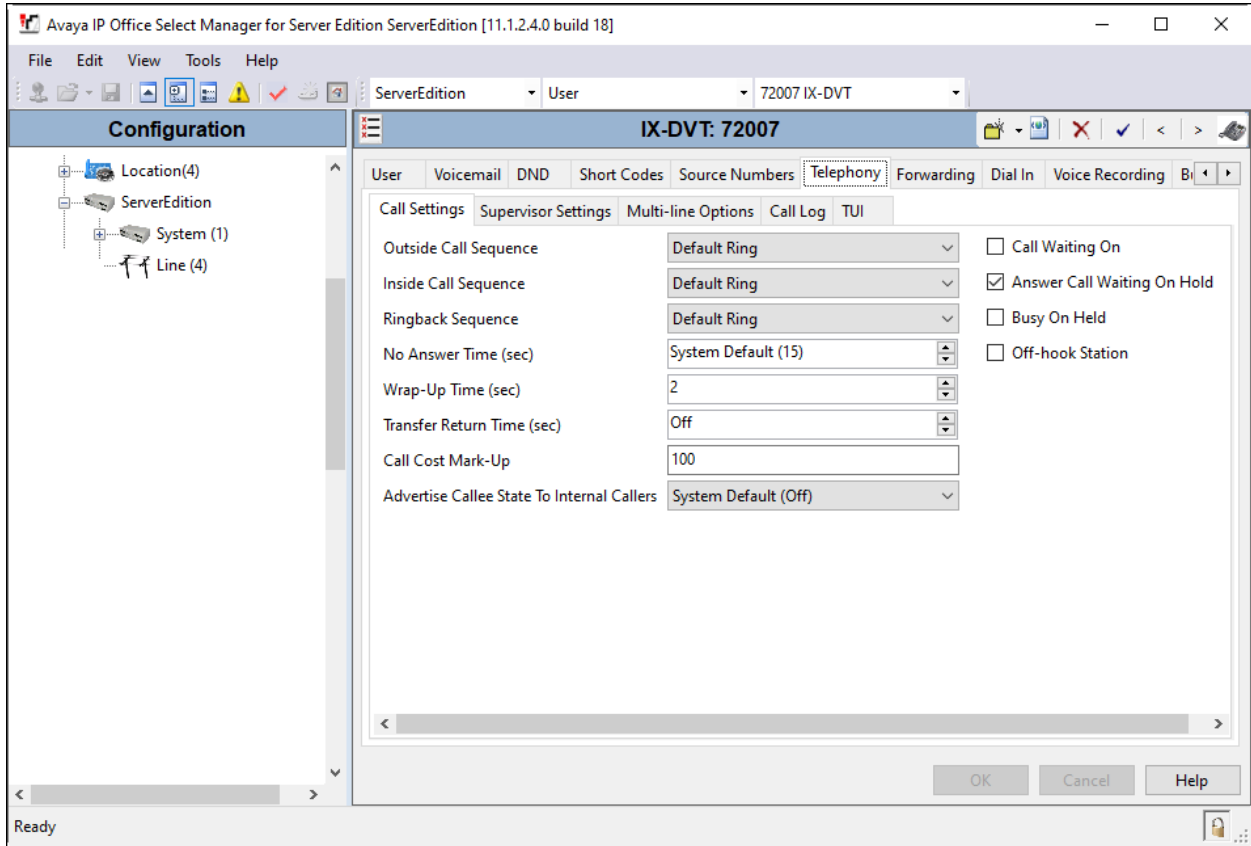 Avaya IP Office Select Manager for Server Edition ServerEdition [11.1.2.4.0 build 18]
File Edit View Tools Help
ServerEdition User 72007 IX-DVT
Configuration
Location(4)
ServerEdition
System (1)
Line (4)
IX-DVT: 72007
User Voicemail DND Short Codes Source Numbers Telephony Forwarding Dial In Voice Recording
Call Settings Supervisor Settings Multi-line Options Call Log TUI
Outside Call Sequence Default Ring Call Waiting On
Inside Call Sequence Default Ring Answer Call Waiting On Hold
Ringback Sequence Default Ring Busy On Held
No Answer Time (sec) System Default (15) Off-hook Station
Wrap-Up Time (sec) 2
Transfer Return Time (sec) Off
Call Cost Mark-Up 100
Advertise Callee State To Internal Callers System Default (Off)
OK Cancel Help
Ready